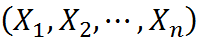 (X₁, X₂, ⋯, Xₙ)